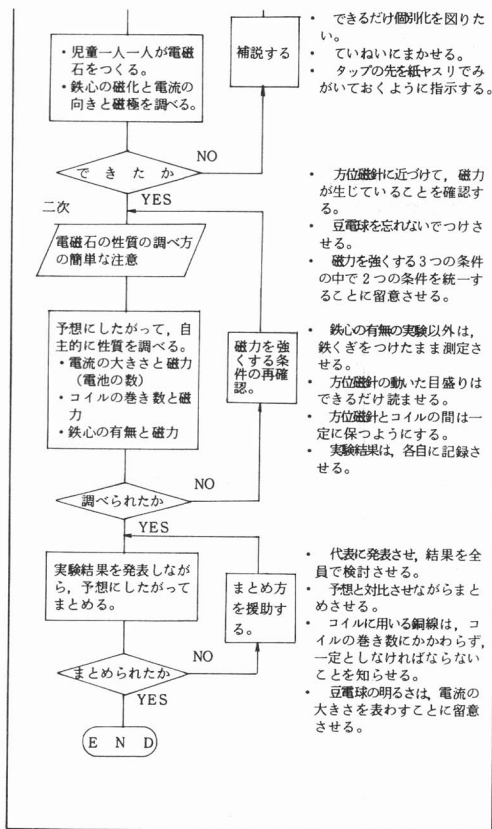 ・児童一人一人が電磁
石をつくる。
・鉄心の磁化と電流の
向きと磁極を調べる。
補説する
・ できるだけ個別化を図りた
い。
・ ていねいにまかせる。
・ タップの先を紙ヤスリでみ
がいておくように指示する。
NO
できたか
YES
二次
電磁石の性質の調べ方
の簡単な注意
・ 方位磁針に近づけて，磁力
が生じていることを確認す
る。
・ 豆電球を忘れないでつけさ
せる。
・ 磁力を強くする3つの条件
の中で2つの条件を統一す
ることに留意させる。
予想にしたがって，自
主的に性質を調べる。
・電流の大きさと磁力
（電池の数）
・コイルの巻き数と磁
力
・鉄心の有無と磁力
磁力を強
くする条
件の再確
認。
・ 鉄心の有無の実験以外は，
鉄くぎをつけたまま測定さ
せる。
・ 方位磁針の動いた目盛りは
できるだけ読ませる。
・ 方位磁針とコイルの間は一
定に保つようにする。
・ 実験結果は，各自に記録さ
せる。
NO
調べられたか
YES
実験結果を発表しなが
ら，予想にしたがって
まとめる。
まとめ方
を援助す
る。
・ 代表に発表させ，結果を全
員で検討させる。
・ 予想と対比させながらまと
めさせる。
・ コイルに用いる銅線は，コ
イルの巻き数にかかわらず，
一定としなければならない
ことを知らせる。
・ 豆電球の明るさは，電流の
大きさを表わすことに留意
させる。
NO
まとめられたか
YES
END